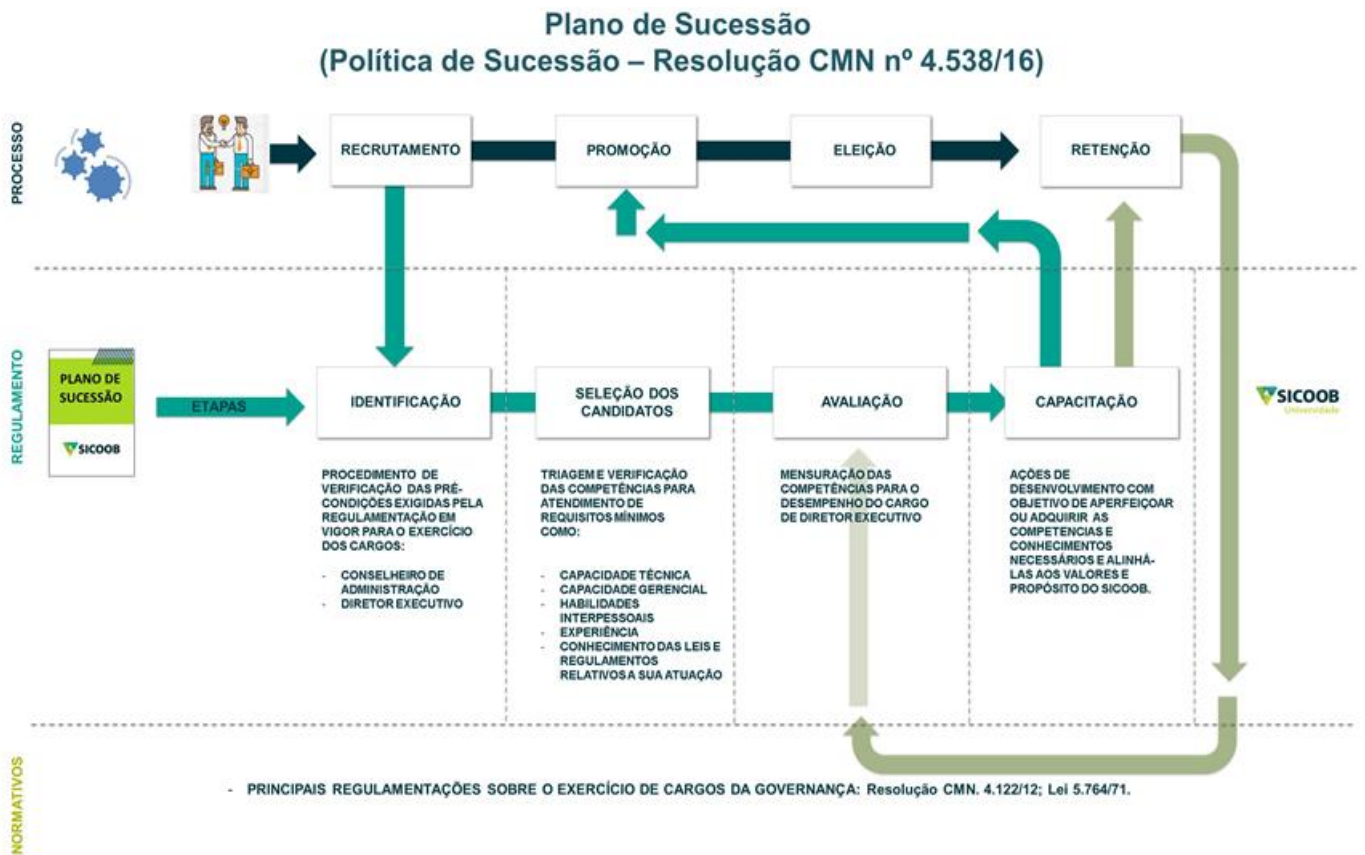 Plano de Sucessão
(Política de Sucessão – Resolução CMN nº 4.538/16)
PROCESSO
RECRUTAMENTO
PROMOÇÃO
ELEIÇÃO
RETENÇÃO
REGULAMENTO
PLANO DE
SUCESSÃO
SICOOB
ETAPAS
IDENTIFICAÇÃO
SELEÇÃO DOS
CANDIDATOS
AVALIAÇÃO
CAPACITAÇÃO
SICOOB
Universidade
PROCEDIMENTO DE
VERIFICAÇÃO DAS PRÉ-
CONDIÇÕES EXIGIDAS PELA
REGULAMENTAÇÃO EM
VIGOR PARA O EXERCÍCIO
DOS CARGOS:
- CONSELHEIRO DE
ADMINISTRAÇÃO
- DIRETOR EXECUTIVO
TRIAGEM E VERIFICAÇÃO
DAS COMPETÊNCIAS PARA
ATENDIMENTO DE
REQUISITOS MÍNIMOS
COMO:
- CAPACIDADE TÉCNICA
- CAPACIDADE GERENCIAL
- HABILIDADES
INTERPESSOAIS
- EXPERIÊNCIA
- CONHECIMENTO DAS LEIS E
REGULAMENTOS
RELATIVOS A SUA ATUAÇÃO
MENSURAÇÃO DAS
COMPETÊNCIAS PARA O
DESEMPENHO DO CARGO
DE DIRETOR EXECUTIVO
AÇÕES DE
DESENVOLVIMENTO COM
OBJETIVO DE APERFEIÇOAR
OU ADQUIRIR AS
COMPETENCIAS E
CONHECIMENTOS
NECESSÁRIOS E ALINHÁ-
LAS AOS VALORES E
PROPÓSITO DO SICOOB.
NORMATIVOS
- PRINCIPAIS REGULAMENTAÇÕES SOBRE O EXERCÍCIO DE CARGOS DA GOVERNANÇA: Resolução CMN. 4.122/12; Lei 5.764/71.